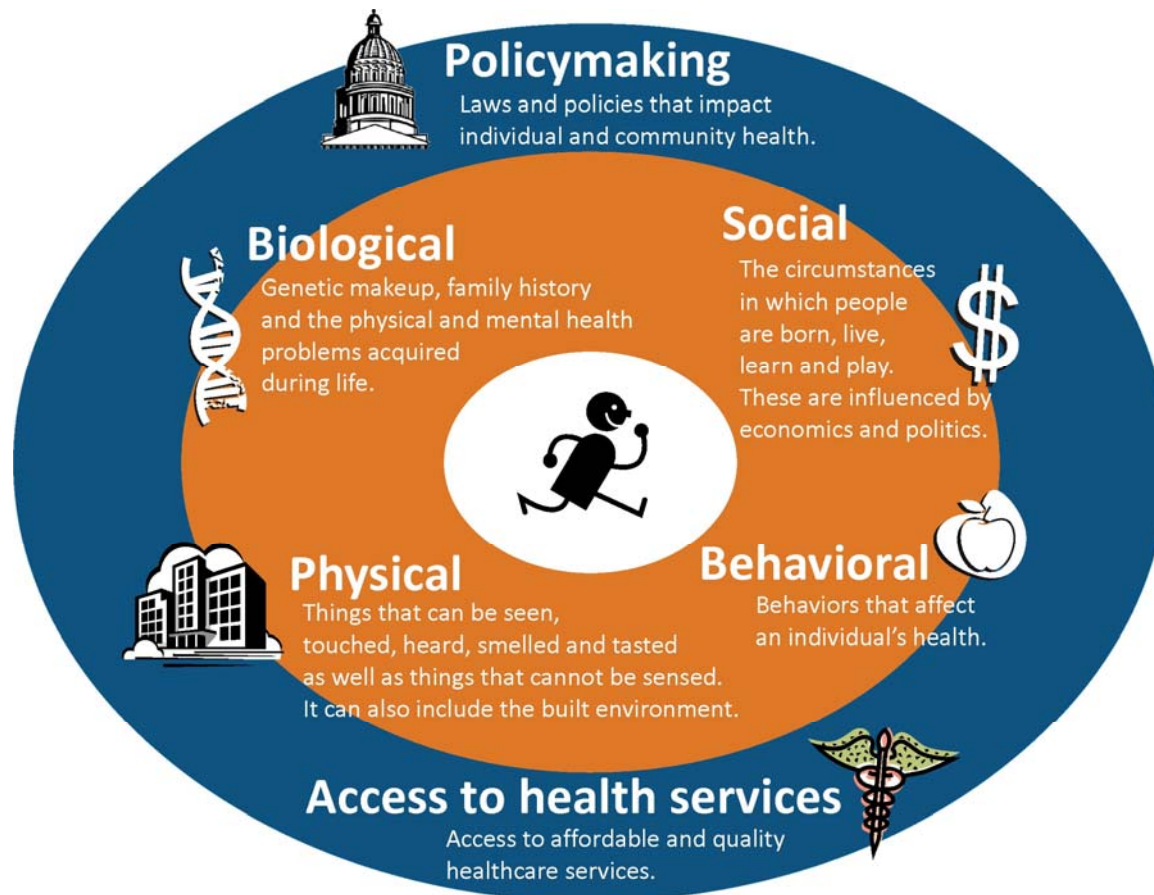 Policymaking
Laws and policies that impact
individual and community health.
Biological
Genetic makeup, family history
and the physical and mental health
problems acquired
during life.
Social
The circumstances
in which people
are born, live,
learn and play.
These are influenced by
economics and politics.
$
Physical
Things that can be seen,
touched, heard, smelled and tasted
as well as things that cannot be sensed.
It can also include the built environment.
Behavioral
Behaviors that affect
an individual’s health.
Access to health services
Access to affordable and quality
healthcare services.